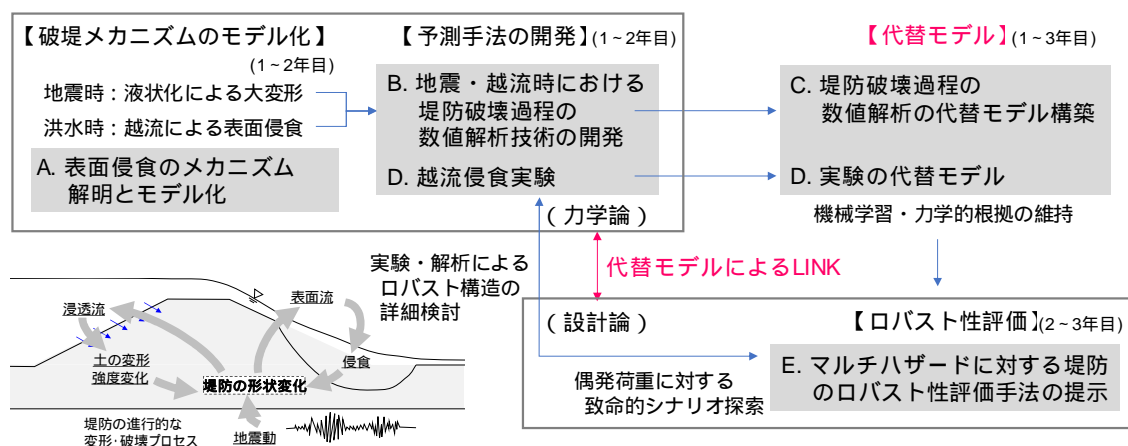 【破堤メカニズムのモデル化】
(1~2年目)
地震時：液状化による大変形
洪水時：越流による表面侵食
A. 表面侵食のメカニズム
解明とモデル化
【予測手法の開発】(1~2年目)
B. 地震・越流時における
堤防破壊過程の
数値解析技術の開発
D. 越流侵食実験
(力学論)
【代替モデル】(1~3年目)
C. 堤防破壊過程の
数値解析の代替モデル構築
D. 実験の代替モデル
機械学習・力学的根拠の維持
実験・解析による
ロバスト構造の
詳細検討
代替モデルによるLINK
(設計論)
【ロバスト性評価】(2~3年目)
E. マルチハザードに対する堤防
のロバスト性評価手法の提示
偶発荷重に対する
致命的シナリオ探索
表面流
浸透流
侵食
土の変形
強度変化
堤防の形状変化
地震動
堤防の進行的な
変形・破壊プロセス